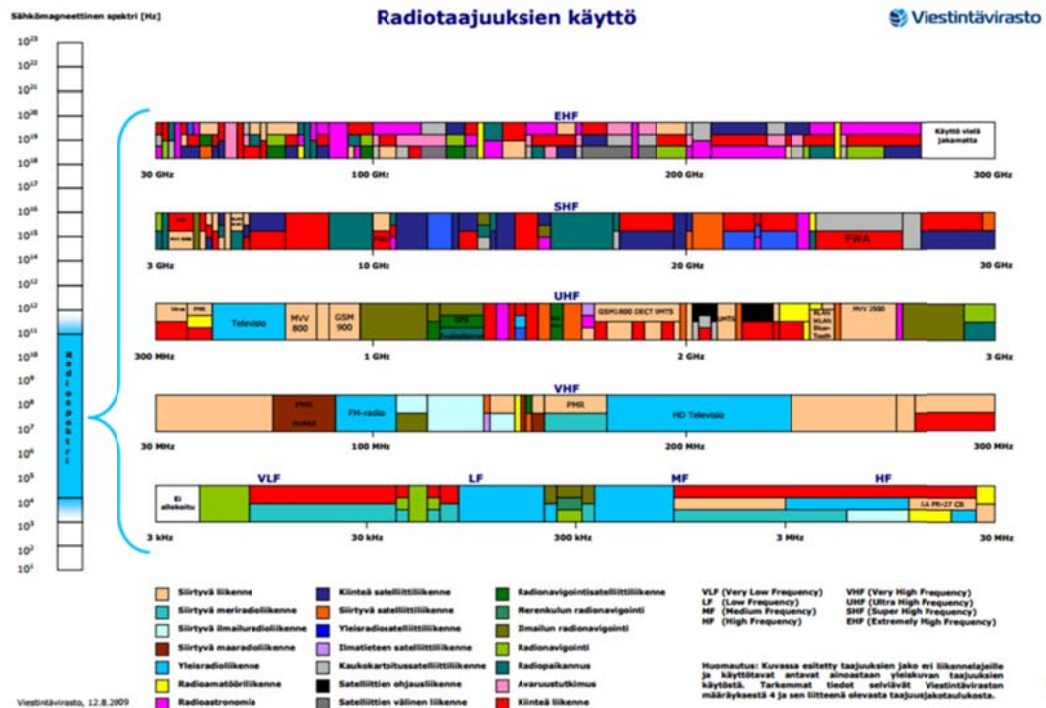 Sähkömagneettinen spektri [Hz]
Radiotaajuuksien käyttö
Viestintävirasto
10²³
10²²
10²¹
10²⁰
10¹⁹
10¹⁸
10¹⁷
10¹⁶
10¹⁵
10¹⁴
10¹³
10¹²
10¹¹
10¹⁰
10⁹
10⁸
10⁷
10⁶
10⁵
10⁴
10³
10²
10¹
Radiospektri
EHF
Käyttö vielä
jakamatta
30 GHz
100 GHz
200 GHz
300 GHz
SHF
FWA
3 GHz
10 GHz
20 GHz
30 GHz
UHF
Virve
PMR
Televisio
MVV
800
GSM
900
GPS
GSM1800 DECT UMTS
UMTS
RLAN
WLAN
Blue-
Tooth
MVV 2500
300 MHz
1 GHz
2 GHz
3 GHz
VHF
PMR
FM-radio
PMR
HD Televisio
30 MHz
100 MHz
200 MHz
300 MHz
VLF
LF
MF
HF
Ei
allokoitu
LA PR-27 CB
3 kHz
30 kHz
300 kHz
3 MHz
30 MHz
Siirtyvä liikenne
Siirtyvä meriradioliikenne
Siirtyvä ilmailuradioliikenne
Siirtyvä maaradioliikenne
Yleisradioliikenne
Radioamatööriliikenne
Radioastronomia
Kiinteä satelliittiliikenne
Siirtyvä satelliittiliikenne
Yleisradiosatelliittiliikenne
Ilmatieteen satelliittiliikenne
Kaukokartoitussatelliittiliikenne
Satelliittien ohjausliikenne
Satelliittien välinen liikenne
Radionavigointisatelliittiliikenne
Merenkulun radionavigointi
Ilmailun radionavigointi
Radionavigointi
Radiopaikannus
Avaruustutkimus
Kiinteä liikenne
VLF (Very Low Frequency)
LF (Low Frequency)
MF (Medium Frequency)
HF (High Frequency)
VHF (Very High Frequency)
UHF (Ultra High Frequency)
SHF (Super High Frequency)
EHF (Extremely High Frequency)
Huomautus: Kuvassa esitetty taajuuksien jako eri liikennelajeille
ja käyttötavat antavat ainoastaan yleiskuvan taajuuksien
käytöstä. Tarkemmat tiedot selviävät Viestintäviraston
määräyksestä 4 ja sen liitteenä olevasta taajuusjakotaulukosta.
Viestintävirasto, 12.8.2009